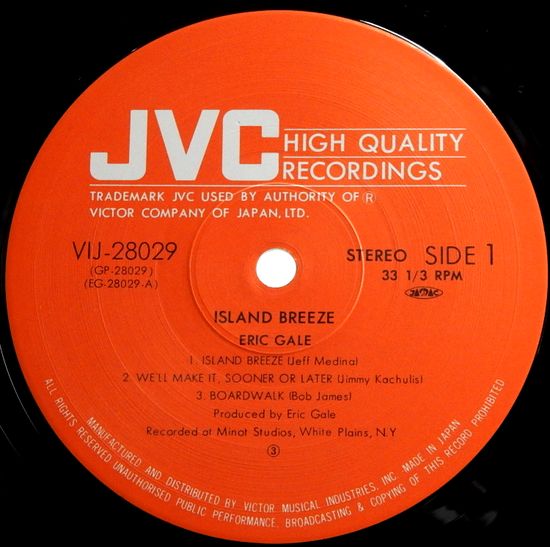 JVC
HIGH QUALITY
RECORDINGS
TRADEMARK JVC USED BY AUTHORITY OF ®
VICTOR COMPANY OF JAPAN, LTD.
VIJ-28029
(GP-28029)
(EG-28029-A)
STEREO SIDE 1
33 1/3 RPM
JASRAC
ISLAND BREEZE
ERIC GALE
1. ISLAND BREEZE (Jeff Medina)
2. WE'LL MAKE IT, SOONER OR LATER (Jimmy Kachulis)
3. BOARDWALK (Bob James)
Produced by Eric Gale
Recorded at Minot Studios, White Plains, N.Y
③
MANUFACTURED AND DISTRIBUTED BY VICTOR MUSICAL INDUSTRIES, INC. MADE IN JAPAN
ALL RIGHTS RESERVED UNAUTHORISED PUBLIC PERFORMANCE, BROADCASTING & COPYING OF THIS RECORD PROHIBITED